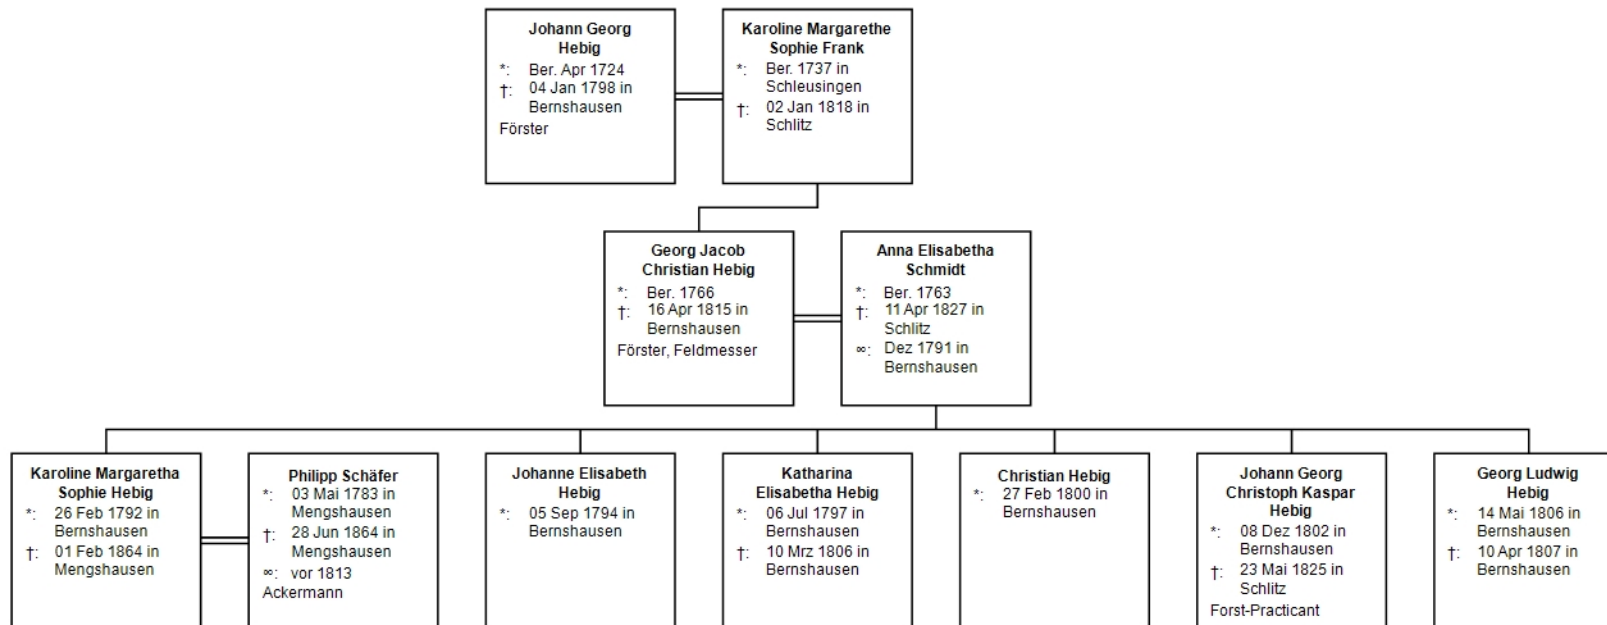 Johann Georg
Hebig
*: Ber. Apr 1724
†: 04 Jan 1798 in
Bernshausen
Förster
Karoline Margarethe
Sophie Frank
*: Ber. 1737 in
Schleusingen
†: 02 Jan 1818 in
Schlitz
Georg Jacob
Christian Hebig
*: Ber. 1766
†: 16 Apr 1815 in
Bernshausen
Förster, Feldmesser
Anna Elisabetha
Schmidt
*: Ber. 1763
†: 11 Apr 1827 in
Schlitz
∞: Dez 1791 in
Bernshausen
Karoline Margaretha
Sophie Hebig
*: 26 Feb 1792 in
Bernshausen
†: 01 Feb 1864 in
Mengshausen
Philipp Schäfer
*: 03 Mai 1783 in
Mengshausen
†: 28 Jun 1864 in
Mengshausen
∞: vor 1813
Ackermann
Johanne Elisabeth
Hebig
*: 05 Sep 1794 in
Bernshausen
Katharina
Elisabetha Hebig
*: 06 Jul 1797 in
Bernshausen
†: 10 Mrz 1806 in
Bernshausen
Christian Hebig
*: 27 Feb 1800 in
Bernshausen
Johann Georg
Christoph Kaspar
Hebig
*: 08 Dez 1802 in
Bernshausen
†: 23 Mai 1825 in
Schlitz
Forst-Practicant
Georg Ludwig
Hebig
*: 14 Mai 1806 in
Bernshausen
†: 10 Apr 1807 in
Bernshausen